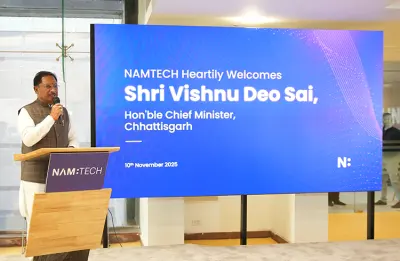 NAMTECH Heartily Welcomes
Shri Vishnu Deo Sai,
Hon'ble Chief Minister,
Chhattisgarh
10th November 2025
N:
NAM:TECH